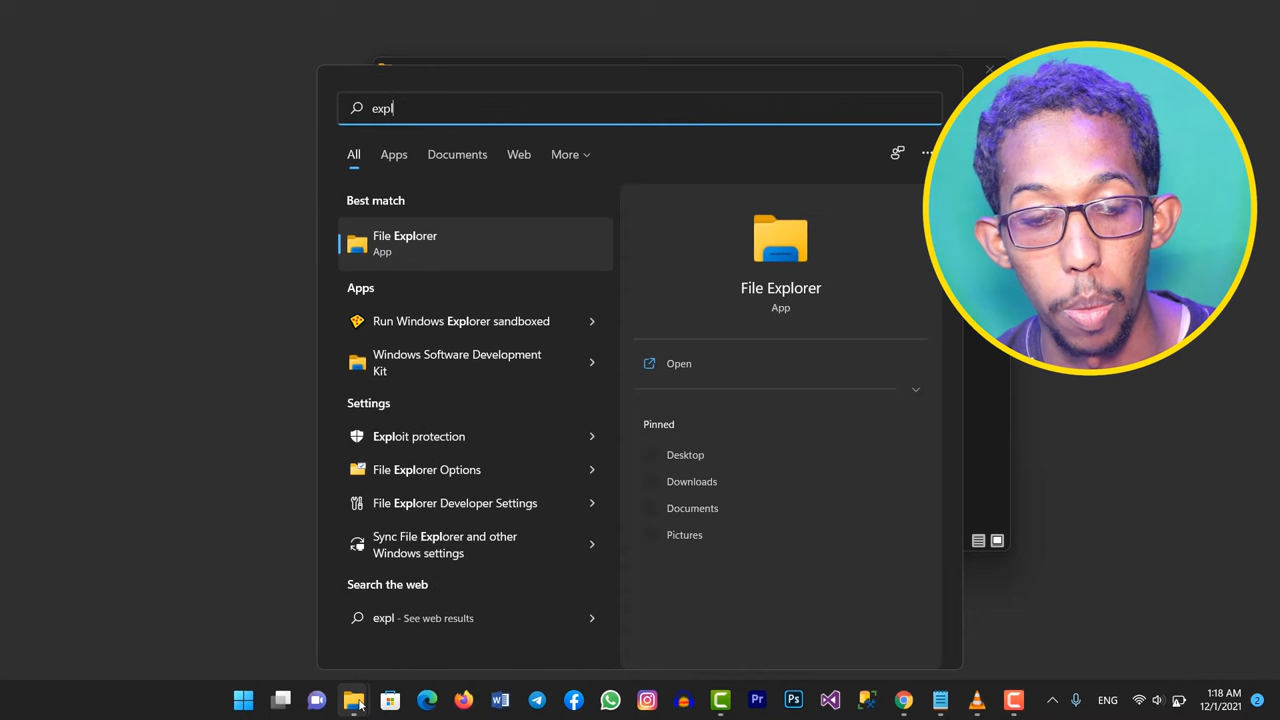 expl
All
Apps
Documents
Web
More
Best match
File Explorer
App
Apps
Run Windows Explorer sandboxed
Windows Software Development
Kit
Settings
Exploit protection
File Explorer Options
File Explorer Developer Settings
Sync File Explorer and other
Windows settings
Search the web
expl - See web results
File Explorer
App
Open
Pinned
Desktop
Downloads
Documents
Pictures
W
Pr
Ps
ENG
1:18 AM
12/1/2021
2